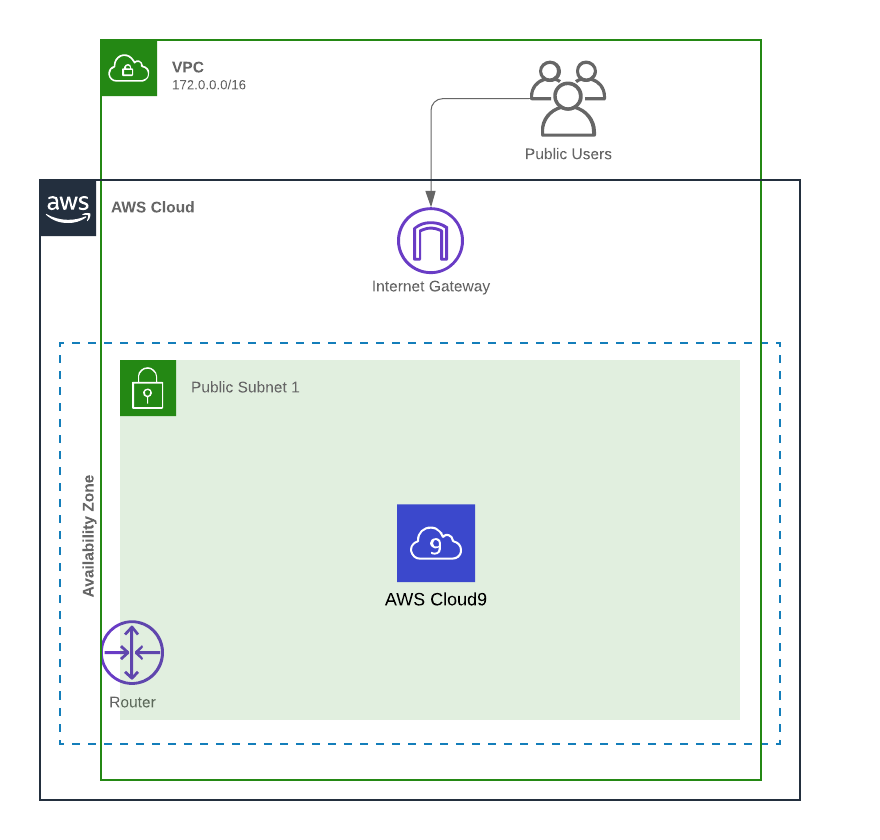 VPC
172.0.0.0/16
Public Users
aws
AWS Cloud
Internet Gateway
Public Subnet 1
Availability Zone
9
AWS Cloud9
Router